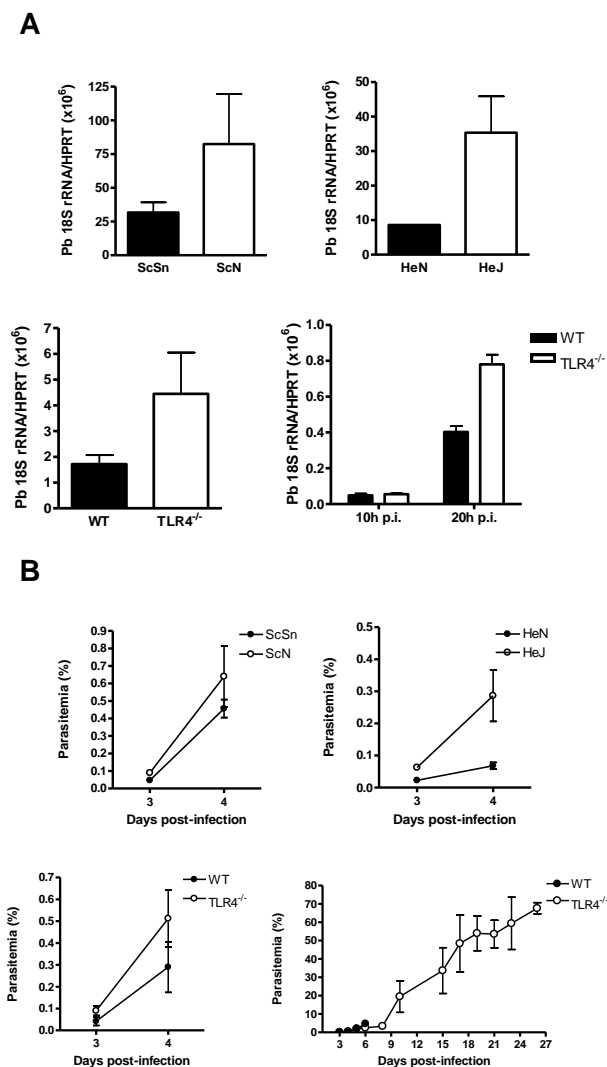 A
Pb 18S rRNA/HPRT (x10⁶)
125
100
75
50
25
0
ScSn
ScN
Pb 18S rRNA/HPRT (x10⁶)
50
40
30
20
10
0
HeN
HeJ
Pb 18S rRNA/HPRT (x10⁶)
7
6
5
4
3
2
1
0
WT
TLR4⁻/⁻
Pb 18S rRNA/HPRT (x10⁶)
1.0
0.8
0.6
0.4
0.2
0.0
10h p.i.
20h p.i.
WT
TLR4⁻/⁻
B
Parasitemia (%)
0.9
0.8
0.7
0.6
0.5
0.4
0.3
0.2
0.1
0.0
3
4
Days post-infection
ScSn
ScN
Parasitemia (%)
0.5
0.4
0.3
0.2
0.1
0.0
3
4
Days post-infection
HeN
HeJ
Parasitemia (%)
0.7
0.6
0.5
0.4
0.3
0.2
0.1
0.0
3
4
Days post-infection
WT
TLR4⁻/⁻
Parasitemia (%)
80
70
60
50
40
30
20
10
0
3 6 9 12 15 18 21 24 27
Days post-infection
WT
TLR4⁻/⁻